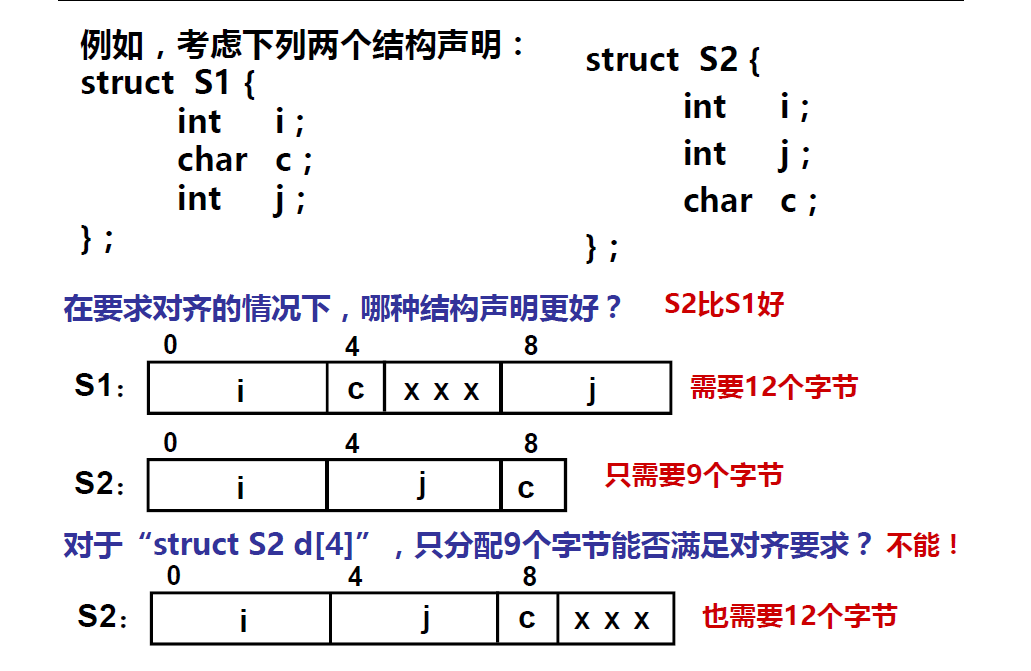 例如，考虑下列两个结构声明：
struct S1 {
int i；
char c；
int j；
}；
struct S2 {
int i；
int j；
char c；
}；
在要求对齐的情况下，哪种结构声明更好？ S2比S1好
0 4 8
S1： i c x x x j 需要12个字节
0 4 8
S2： i j c 只需要9个字节
对于“struct S2 d[4]”，只分配9个字节能否满足对齐要求？ 不能！
0 4 8
S2： i j c x x x 也需要12个字节